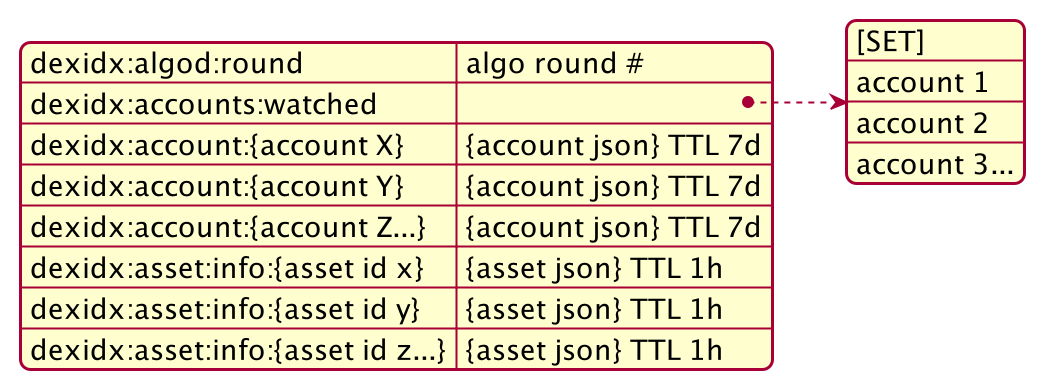 dexidx:algod:round algo round #
dexidx:accounts:watched
dexidx:account:{account X} {account json} TTL 7d
dexidx:account:{account Y} {account json} TTL 7d
dexidx:account:{account Z...} {account json} TTL 7d
dexidx:asset:info:{asset id x} {asset json} TTL 1h
dexidx:asset:info:{asset id y} {asset json} TTL 1h
dexidx:asset:info:{asset id z...} {asset json} TTL 1h
[SET]
account 1
account 2
account 3...